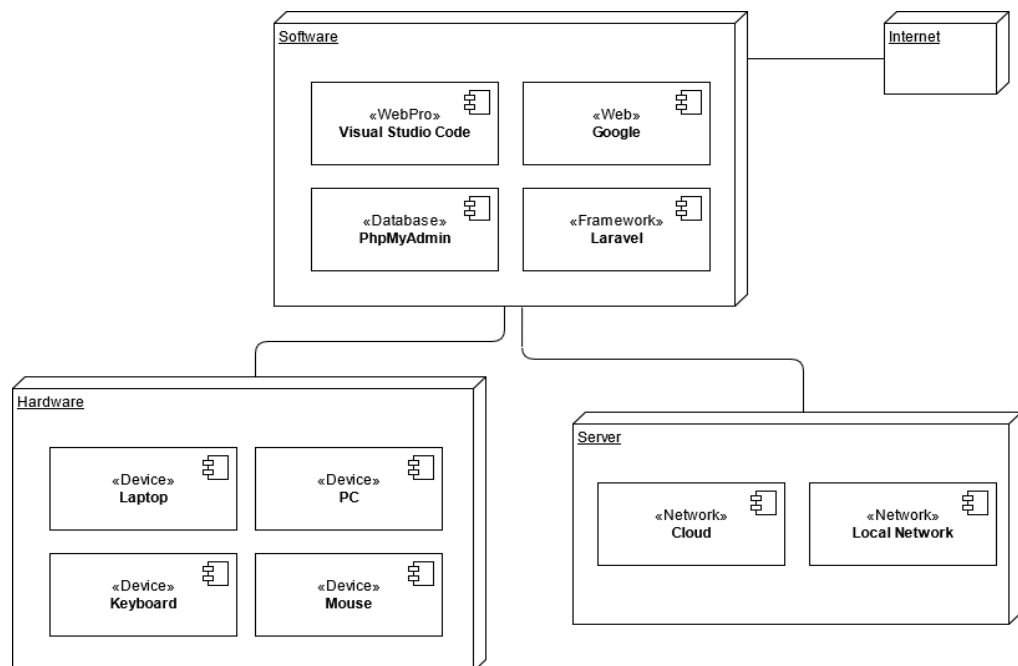 Software
Internet
«WebPro»
Visual Studio Code
«Web»
Google
«Database»
PhpMyAdmin
«Framework»
Laravel
Hardware
«Device»
Laptop
«Device»
PC
«Device»
Keyboard
«Device»
Mouse
Server
«Network»
Cloud
«Network»
Local Network